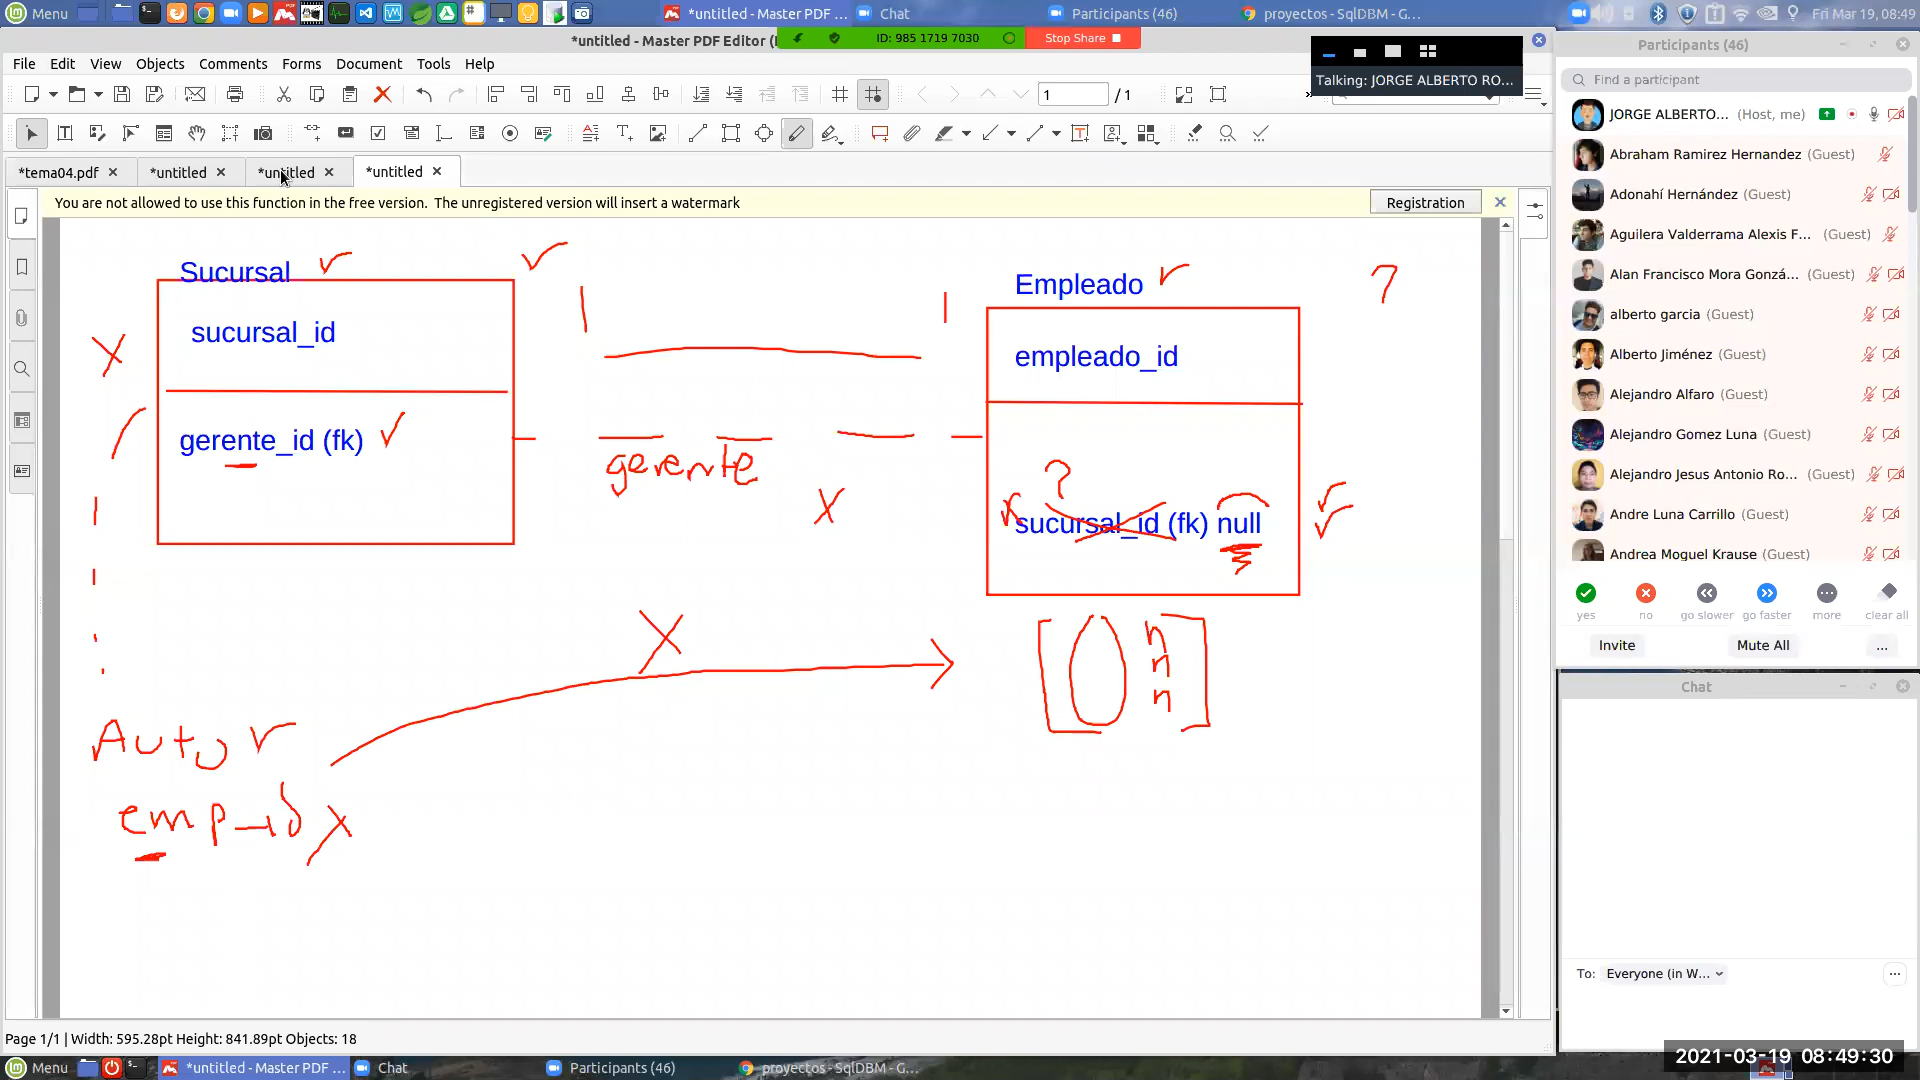 Menu
*untitled - Master PDF ...
Chat
Participants (46)
proyectos - SqlDBM - G...
Fri Mar 19, 08:49
*untitled - Master PDF Editor (
ID: 985 1719 7030
Stop Share
Talking: JORGE ALBERTO RO...
File Edit View Objects Comments Forms Document Tools Help
1 / 1
*tema04.pdf
*untitled
*untitled
*untitled
You are not allowed to use this function in the free version. The unregistered version will insert a watermark
Registration
Sucursal
sucursal_id
gerente_id (fk)
1 1
gerente
Empleado
?
empleado_id
?
sucursal_id (fk) null
X
X
X
n
n
n
Auto
emp_id X
Page 1/1 | Width: 595.28pt Height: 841.89pt Objects: 18
Participants (46)
Find a participant
JORGE ALBERTO... (Host, me)
Abraham Ramirez Hernandez (Guest)
Adonahí Hernández (Guest)
Aguilera Valderrama Alexis F... (Guest)
Alan Francisco Mora Gonzá... (Guest)
alberto garcia (Guest)
Alberto Jiménez (Guest)
Alejandro Alfaro (Guest)
Alejandro Gomez Luna (Guest)
Alejandro Jesus Antonio Ro... (Guest)
Andre Luna Carrillo (Guest)
Andrea Moguel Krause (Guest)
yes no go slower go faster more clear all
Invite Mute All ...
Chat
To: Everyone (in W...
Menu
*untitled - Master PDF ...
Chat
Participants (46)
proyectos - SqlDBM - G...
2021-03-19 08:49:30